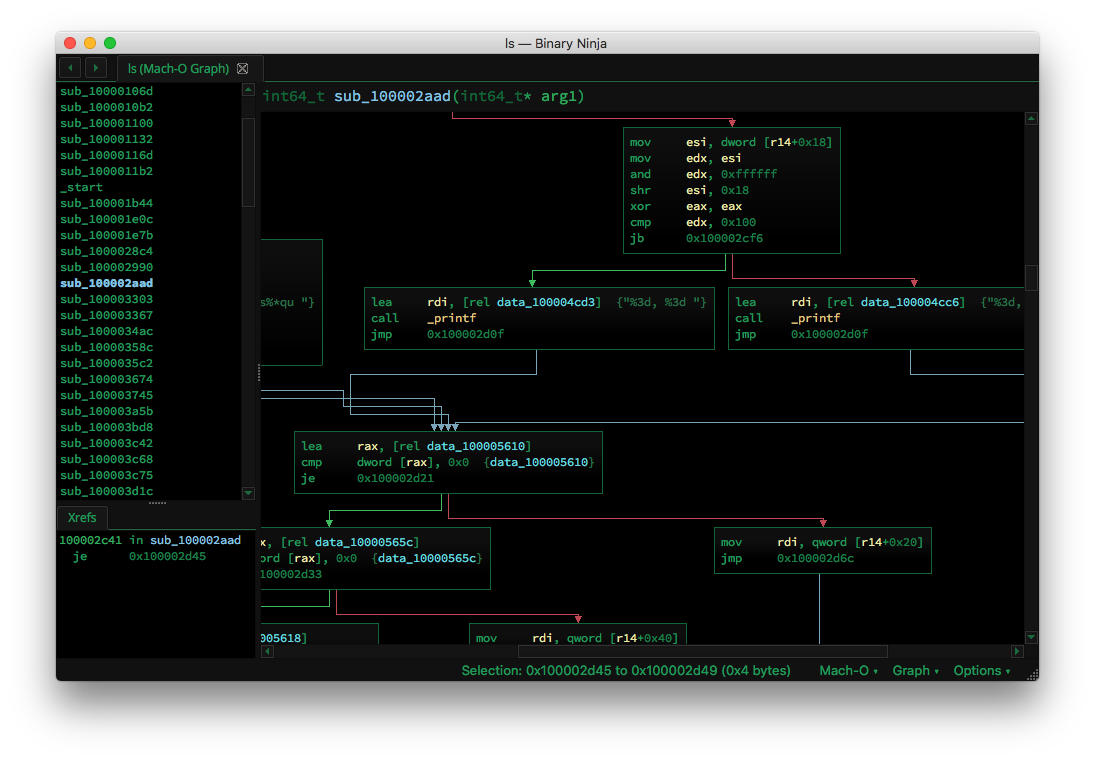 ls — Binary Ninja
ls (Mach-O Graph)
sub_10000106d
sub_1000010b2
sub_100001100
sub_100001132
sub_10000116d
sub_1000011b2
_start
sub_100001b44
sub_100001e0c
sub_100001e7b
sub_1000028c4
sub_100002990
sub_100002aad
sub_100003303
sub_100003367
sub_1000034ac
sub_10000358c
sub_1000035c2
sub_100003674
sub_100003745
sub_100003a5b
sub_100003bd8
sub_100003c42
sub_100003c68
sub_100003c75
sub_100003d1c
Xrefs
100002c41 in sub_100002aad
je 0x100002d45
int64_t sub_100002aad(int64_t* arg1)
mov esi, dword [r14+0x18]
mov edx, esi
and edx, 0xffffff
shr esi, 0x18
xor eax, eax
cmp edx, 0x100
jb 0x100002cf6
s%*qu "}
lea rdi, [rel data_100004cd3] {"%3d, %3d "}
call _printf
jmp 0x100002d0f
lea rdi, [rel data_100004cc6] {"%3d,
call _printf
jmp 0x100002d0f
lea rax, [rel data_100005610]
cmp dword [rax], 0x0 {data_100005610}
je 0x100002d21
x, [rel data_10000565c]
ord [rax], 0x0 {data_10000565c}
100002d33
mov rdi, qword [r14+0x20]
jmp 0x100002d6c
005618]
mov rdi, qword [r14+0x40]
Selection: 0x100002d45 to 0x100002d49 (0x4 bytes) Mach-O Graph Options